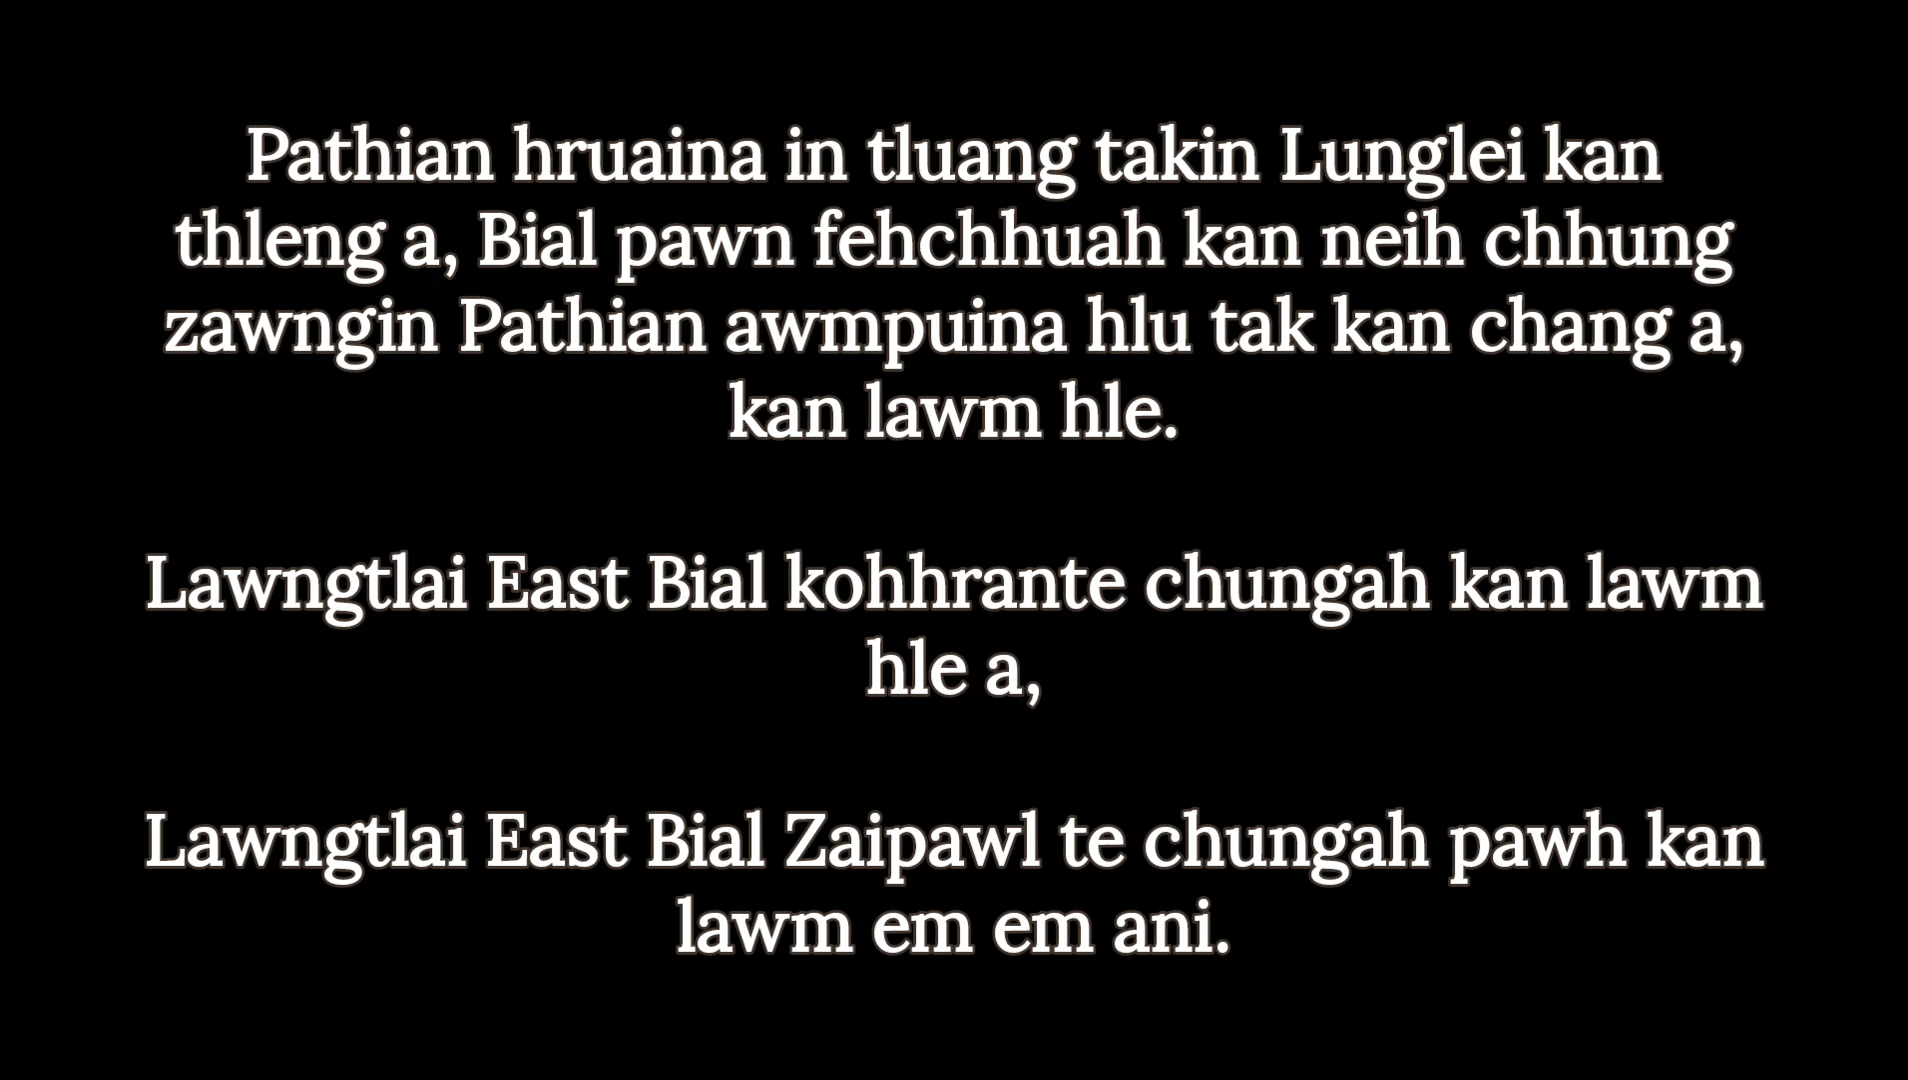 Pathian hruaina in tluang takin Lunglei kan
thleng a, Bial pawn fehchhuah kan neih chhung
zawngin Pathian awmpuina hlu tak kan chang a,
kan lawm hle.
Lawngtlai East Bial kohhrante chungah kan lawm
hle a,
Lawngtlai East Bial Zaipawl te chungah pawh kan
lawm em em ani.